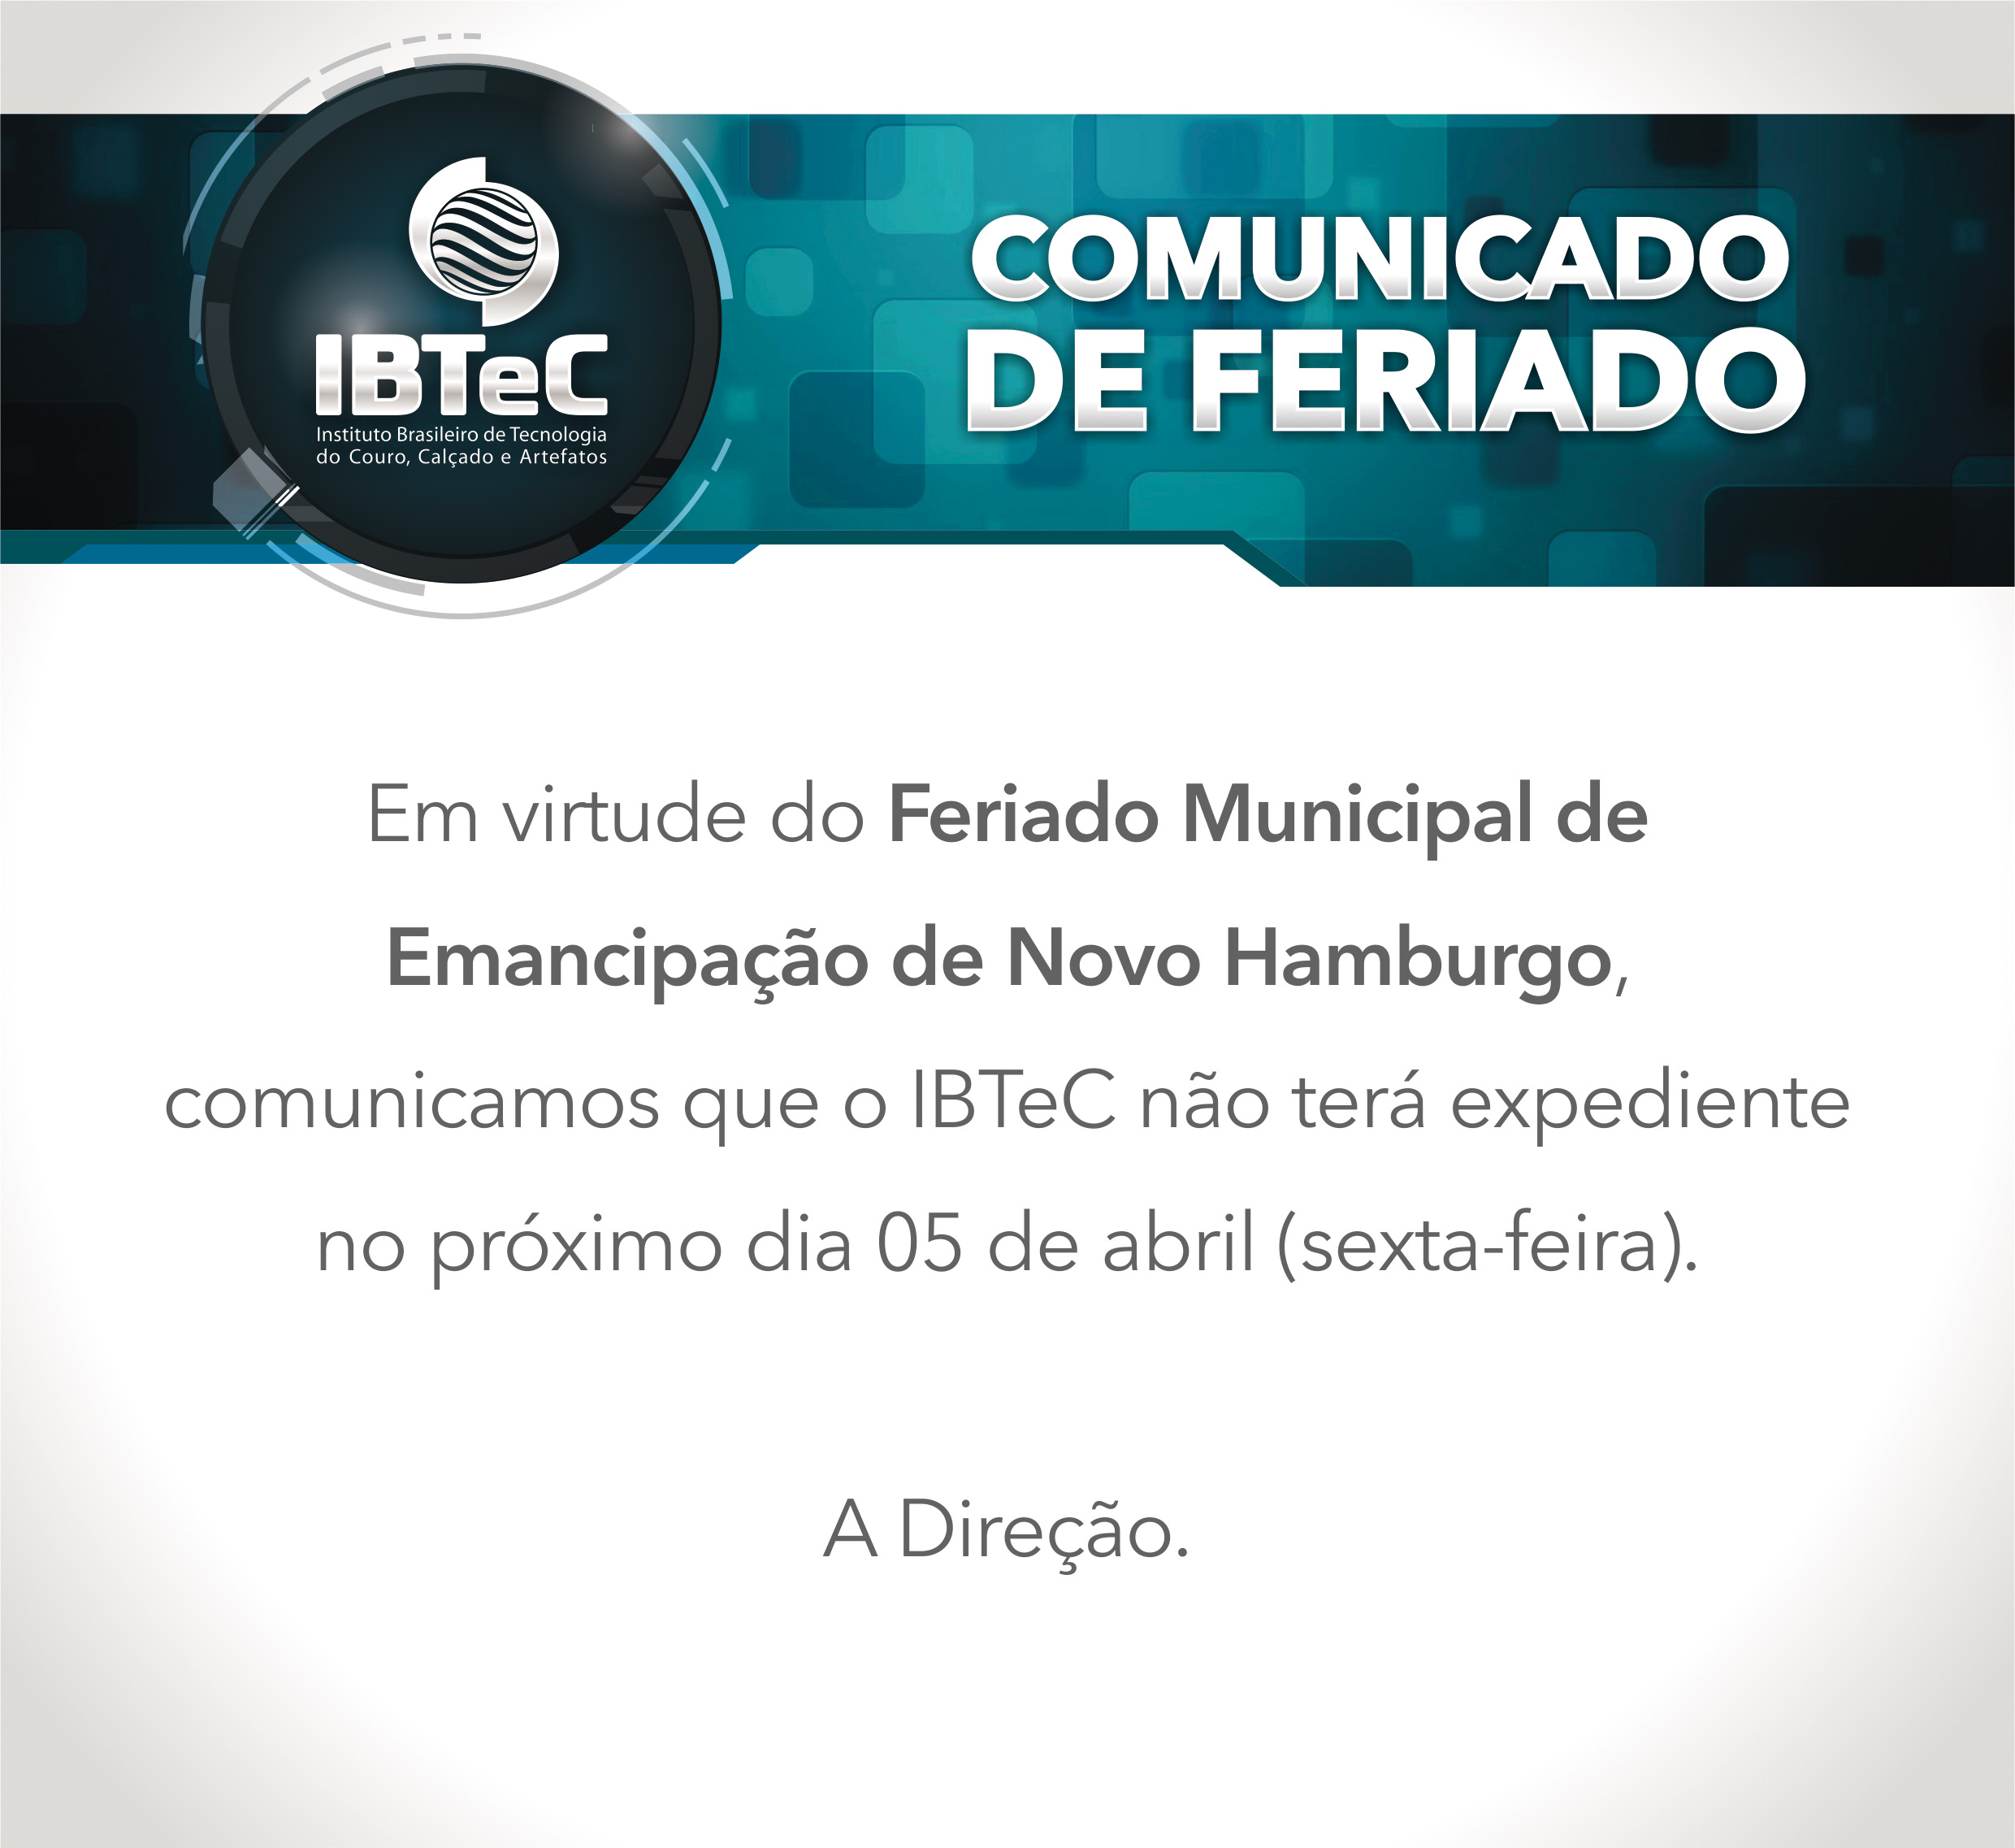 IBTeC
Instituto Brasileiro de Tecnologia
do Couro, Calçado e Artefatos
COMUNICADO
DE FERIADO
Em virtude do Feriado Municipal de
Emancipação de Novo Hamburgo,
comunicamos que o IBTeC não terá expediente
no próximo dia 05 de abril (sexta-feira).
A Direção.